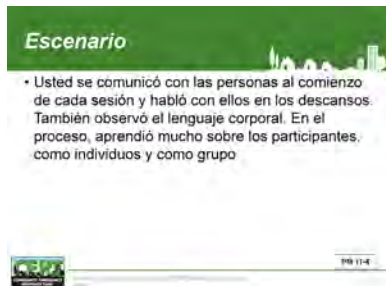 Escenario
• Usted se comunicó con las personas al comienzo
de cada sesión y habló con ellos en los descansos.
También observó el lenguaje corporal. En el
proceso, aprendió mucho sobre los participantes,
como individuos y como grupo
CERT